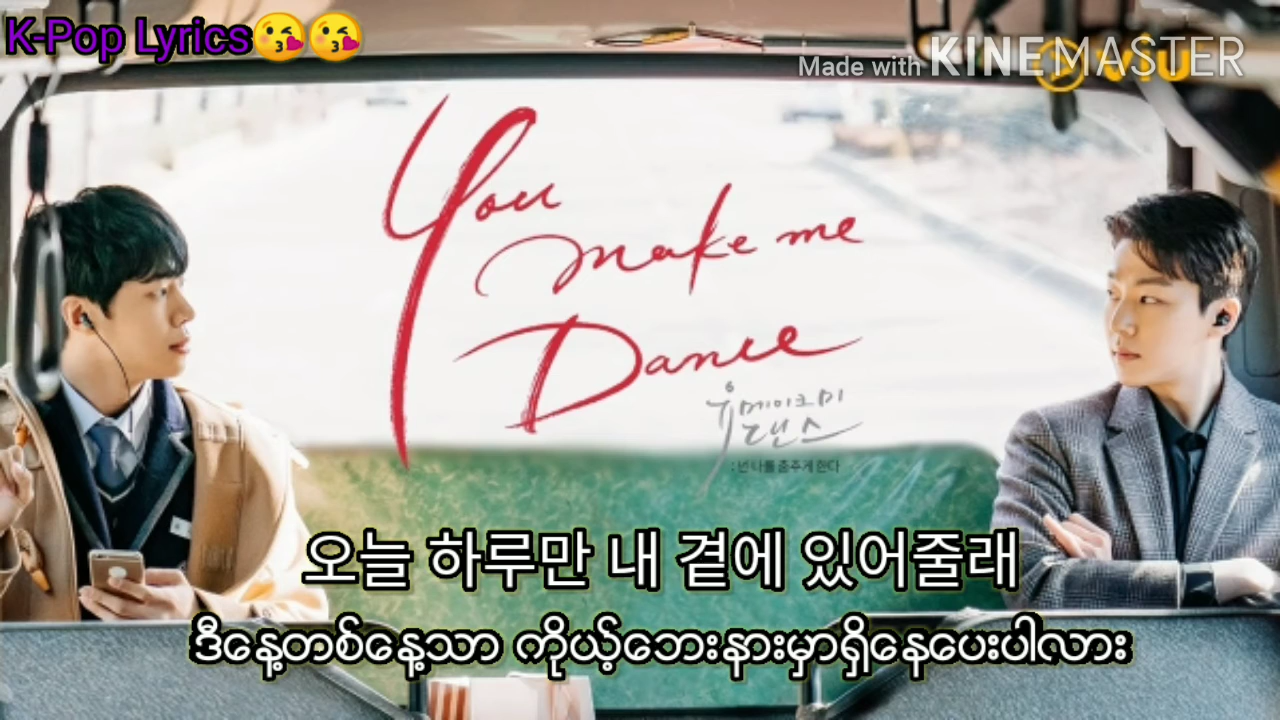 K-Pop Lyrics😘😘
Made with KINEMASTER
viu
You
make me
Dance
유메이크미
댄스
: 넌 나를 춤추게 한다
오늘 하루만 내 곁에 있어줄래
ဒီနေ့တစ်နေ့သာ ကိုယ့်ဘေးနားမှာရှိနေပေးပါလား